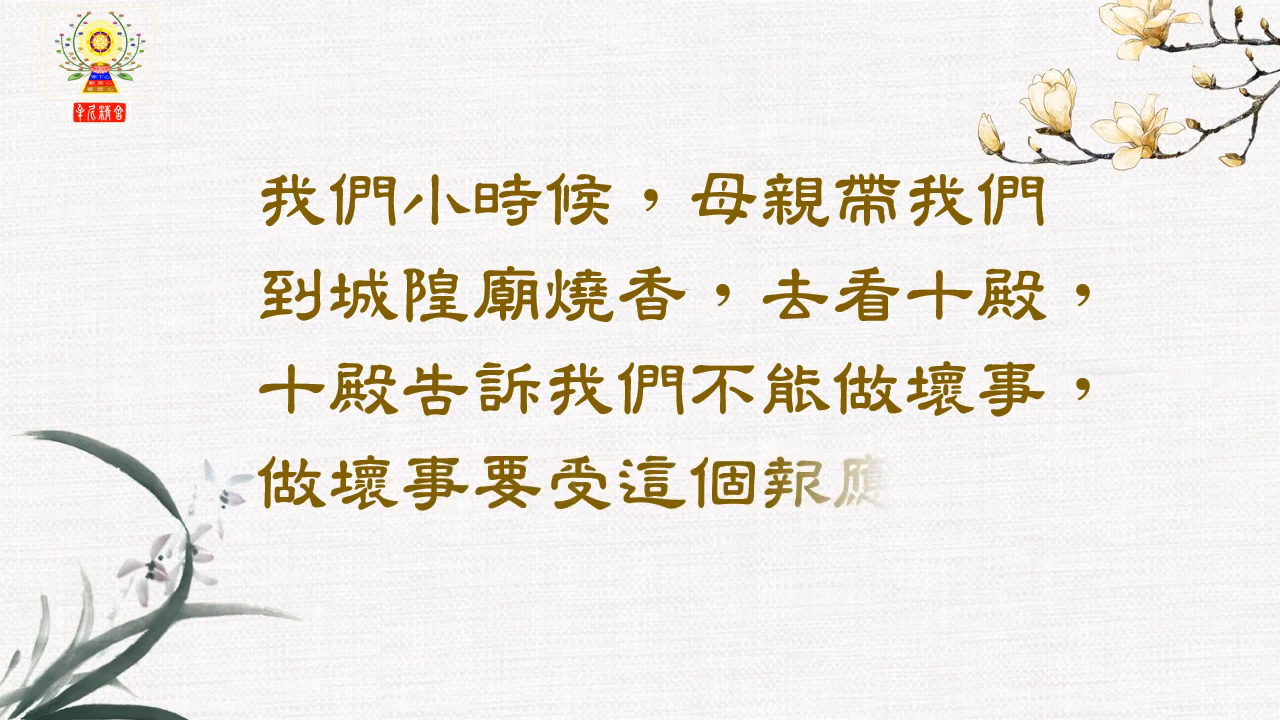 我們小時候，母親帶我們
到城隍廟燒香，去看十殿，
十殿告訴我們不能做壞事，
做壞事要受這個報應